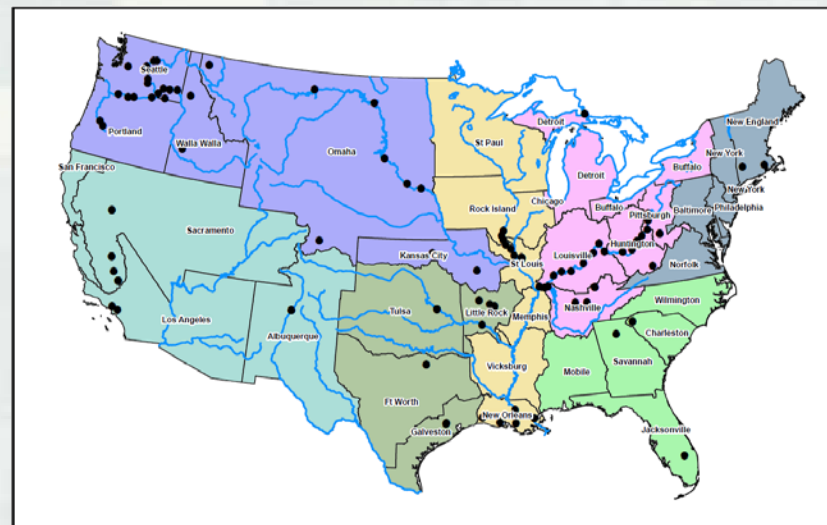 Seattle
Portland
Walla Walla
Omaha
St Paul
Detroit
Detroit
New England
New York
Buffalo
San Francisco
Sacramento
Rock Island
Chicago
Buffalo
Pittsburgh
New York
Philadelphia
Baltimore
Huntington
Louisville
Kansas City
St Louis
Norfolk
Los Angeles
Albuquerque
Tulsa
Little Rock
Memphis
Nashville
Wilmington
Charleston
Savannah
Vicksburg
Mobile
Ft Worth
Galveston
New Orleans
Jacksonville